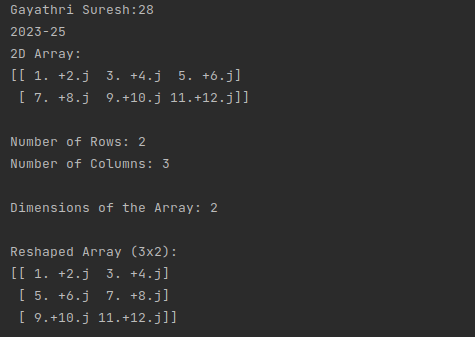 Gayathri Suresh:28
2023-25
2D Array:
[[ 1. +2.j  3. +4.j  5. +6.j]
 [ 7. +8.j  9.+10.j 11.+12.j]]
Number of Rows: 2
Number of Columns: 3
Dimensions of the Array: 2
Reshaped Array (3x2):
[[ 1. +2.j  3. +4.j]
 [ 5. +6.j  7. +8.j]
 [ 9.+10.j 11.+12.j]]